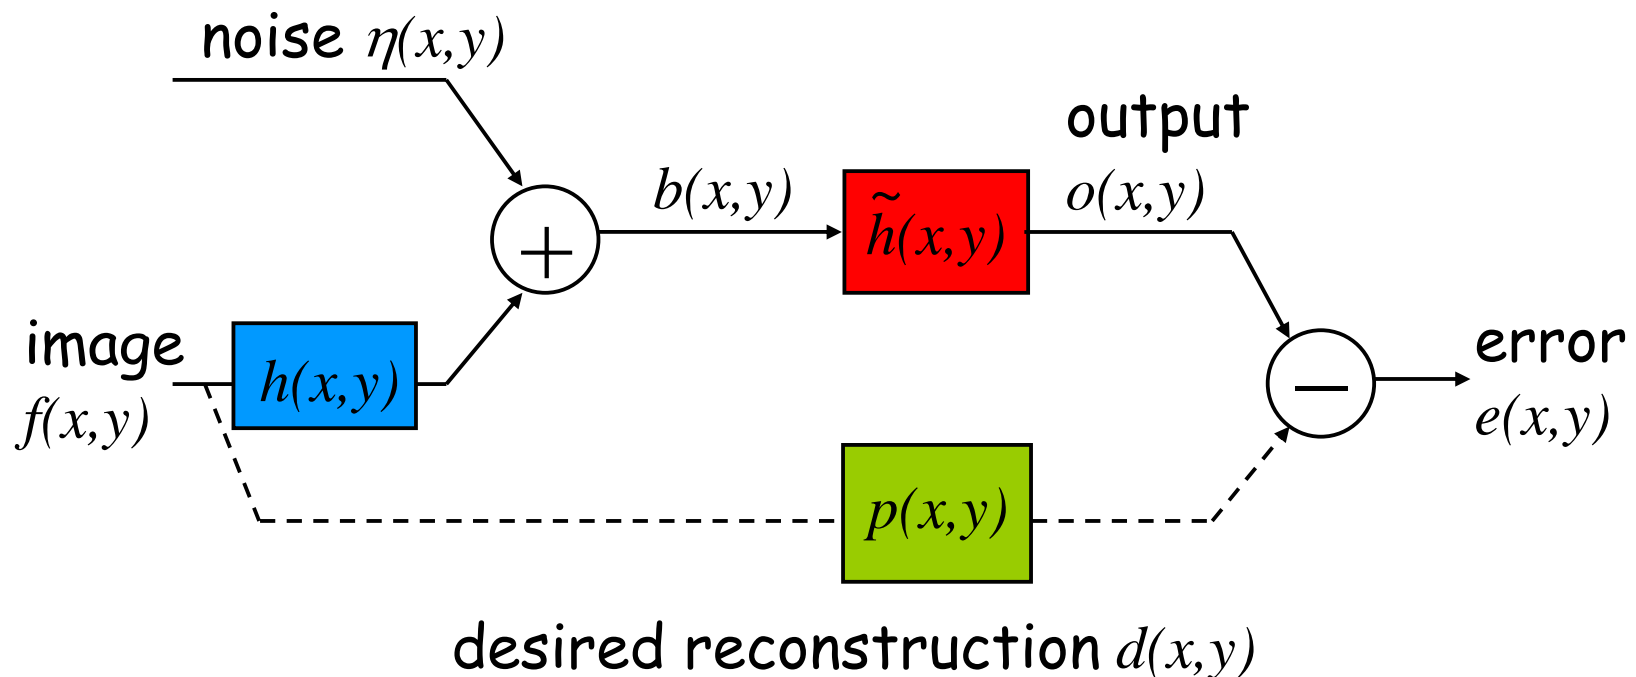 noise η(x,y)
output
b(x,y)
h̃(x,y)
o(x,y)
+
image
f(x,y)
h(x,y)
−
error
e(x,y)
p(x,y)
desired reconstruction d(x,y)